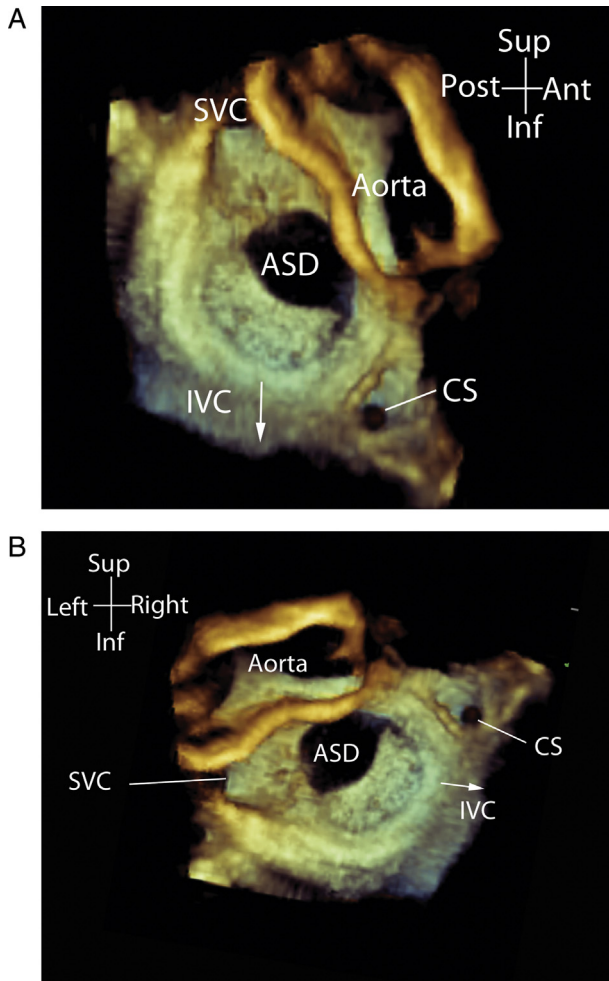 A
Sup
Post Ant
Inf
SVC
Aorta
ASD
IVC
CS
B
Sup
Left Right
Inf
Aorta
ASD
CS
SVC
IVC